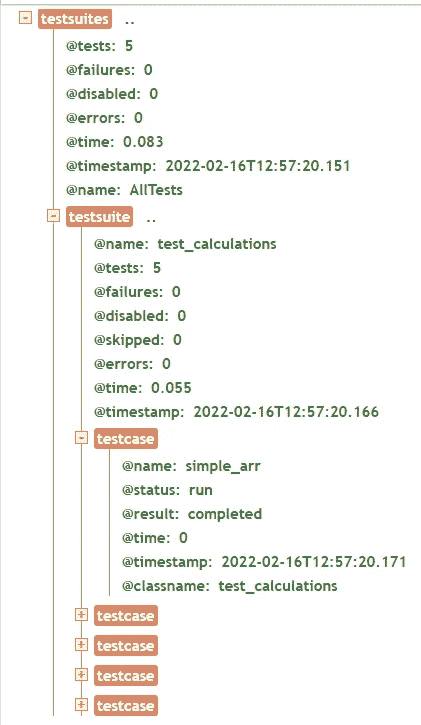 testsuites ..
@tests: 5
@failures: 0
@disabled: 0
@errors: 0
@time: 0.083
@timestamp: 2022-02-16T12:57:20.151
@name: AllTests
testsuite ..
@name: test_calculations
@tests: 5
@failures: 0
@disabled: 0
@skipped: 0
@errors: 0
@time: 0.055
@timestamp: 2022-02-16T12:57:20.166
testcase
@name: simple_arr
@status: run
@result: completed
@time: 0
@timestamp: 2022-02-16T12:57:20.171
@classname: test_calculations
testcase
testcase
testcase
testcase